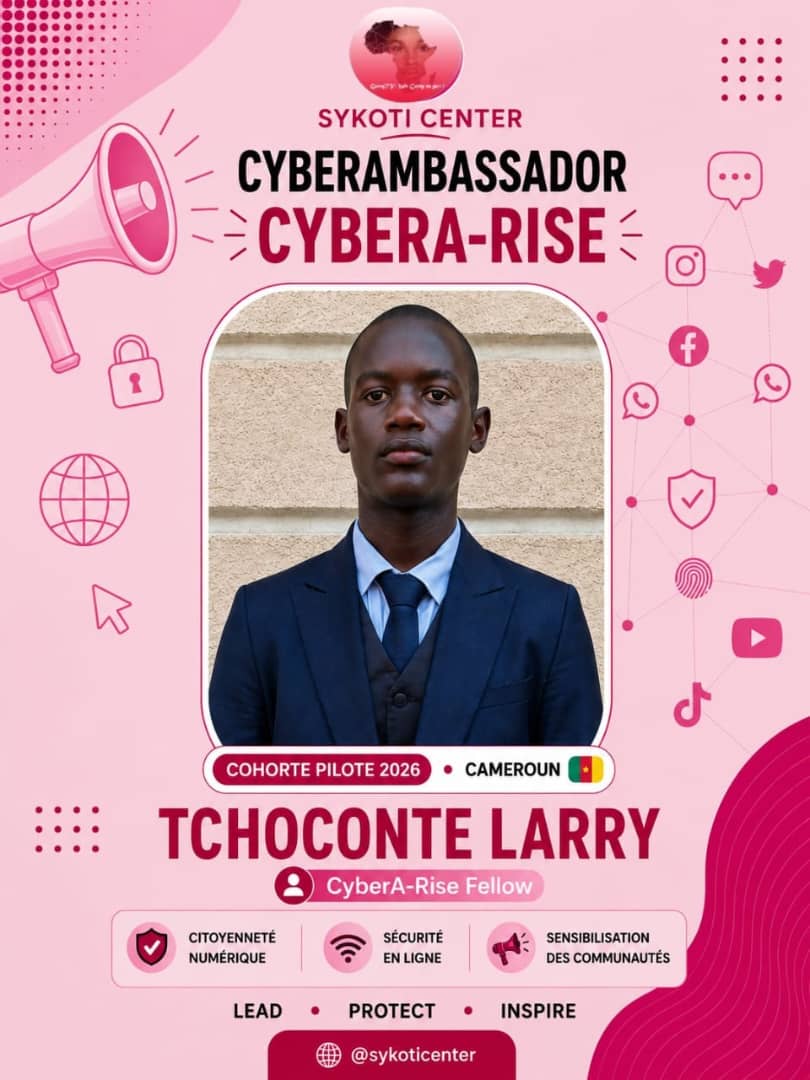 SYKOTI CENTER
CYBERAMBASSADOR
CYBERA-RISE
COHORTE PILOTE 2026 • CAMEROUN
TCHOCONTE LARRY
CyberA-Rise Fellow
CITOYENNETÉ
NUMÉRIQUE
SÉCURITÉ
EN LIGNE
SENSIBILISATION
DES COMMUNAUTÉS
LEAD • PROTECT • INSPIRE
@sykoticenter